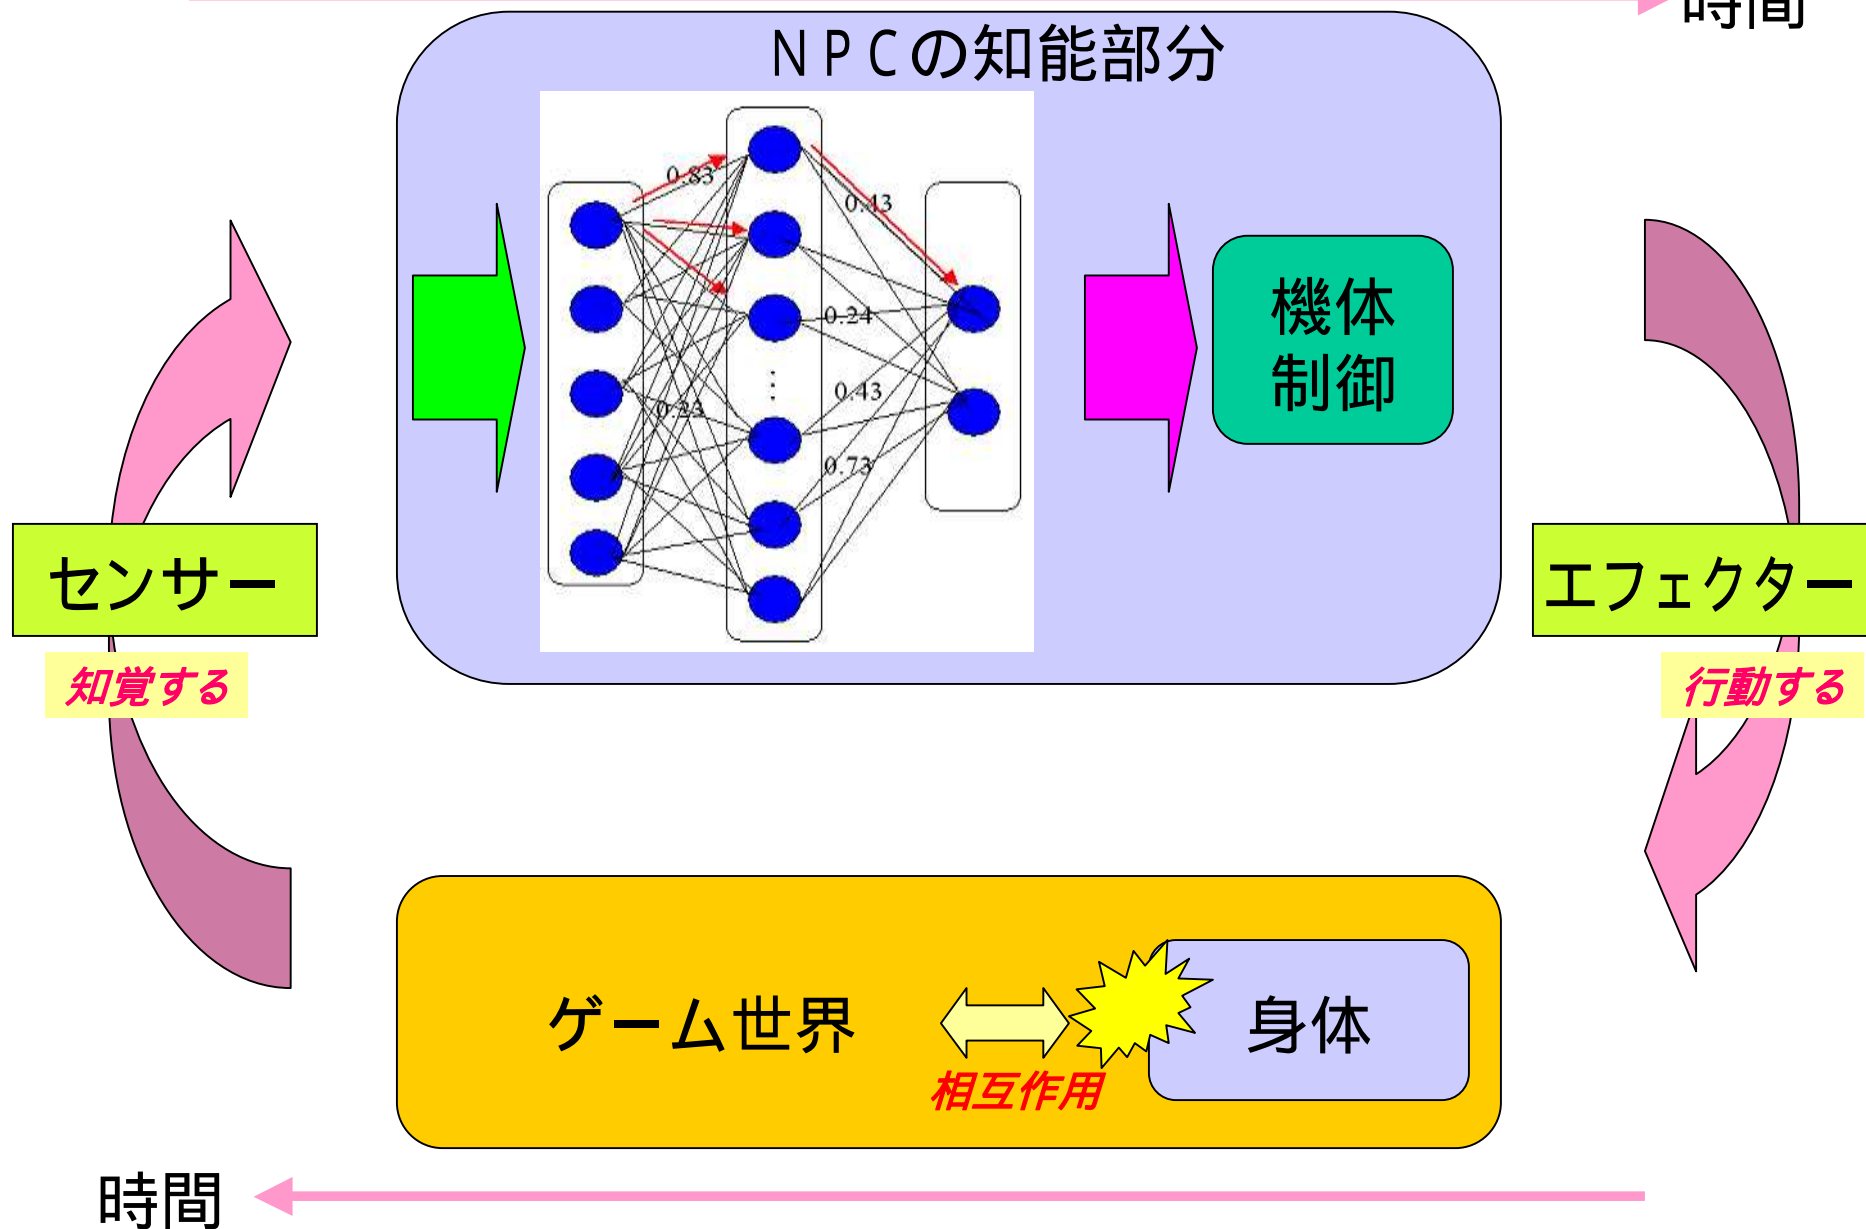 時間
ＮＰＣの知能部分
0.83
0.43
0.24
0.43
0.23
0.73
機体
制御
センサー
エフェクター
知覚する
行動する
ゲーム世界
身体
相互作用
時間